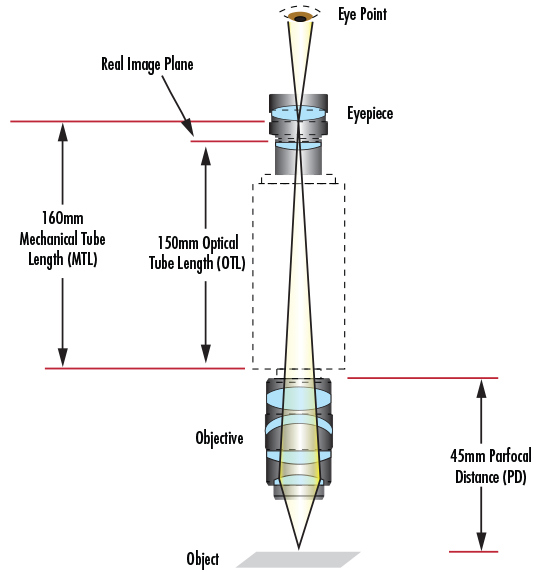 Eye Point
Real Image Plane
Eyepiece
160mm
Mechanical Tube
Length (MTL)
150mm Optical
Tube Length (OTL)
Objective
45mm Parfocal
Distance (PD)
Object